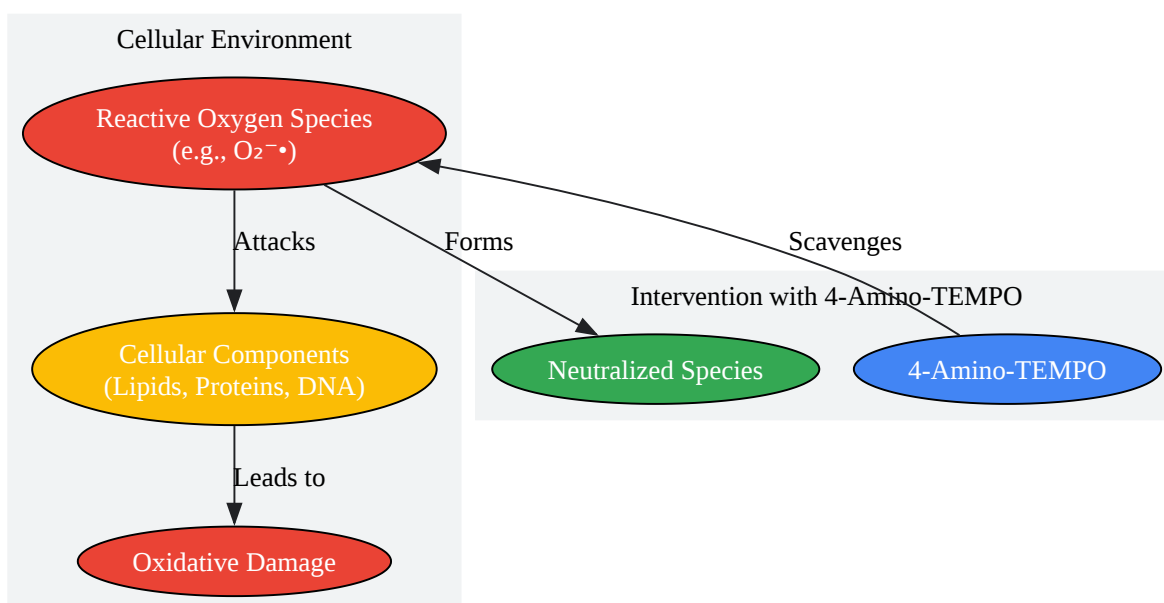 Cellular Environment
Reactive Oxygen Species
(e.g., O₂⁻•)
Attacks
Forms
Scavenges
Intervention with 4-Amino-TEMPO
Cellular Components
(Lipids, Proteins, DNA)
Neutralized Species
4-Amino-TEMPO
Leads to
Oxidative Damage